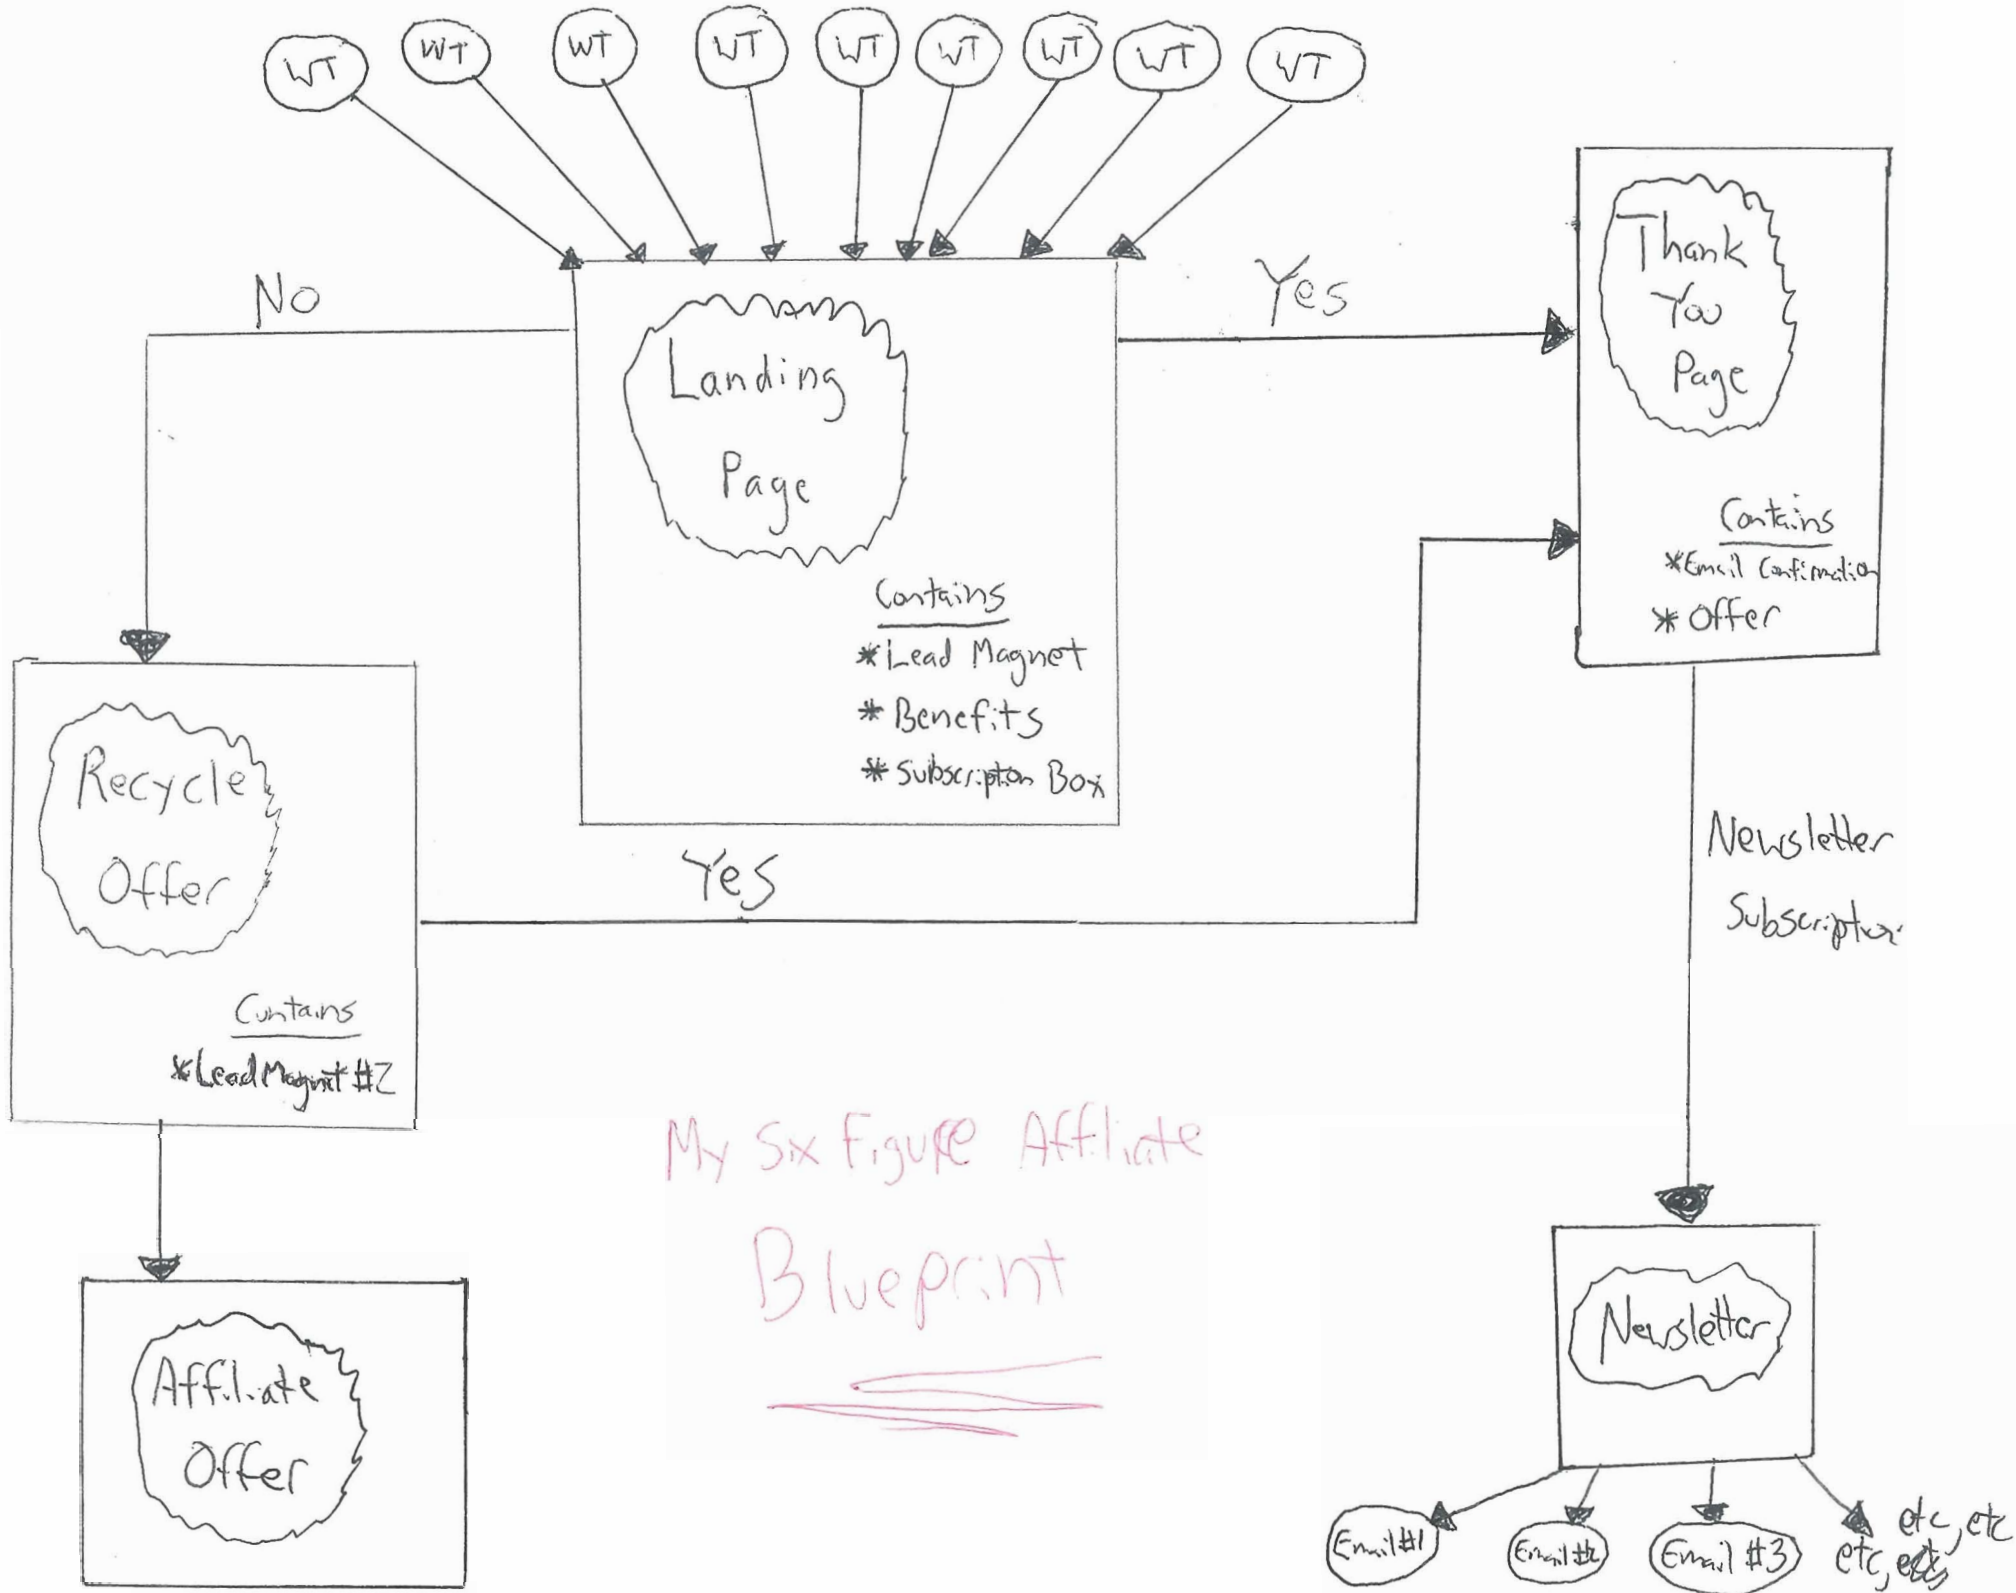 WT
WT
WT
WT
WT
WT
WT
WT
WT
No
Yes
Landing
Page
Contains
*Lead Magnet
* Benefits
* Subscription Box
Thank
You
Page
Contains
*Email Confirmation
* Offer
Recycle
Offer
Contains
*Lead Magnet #2
Yes
Newsletter
Subscription
My Six Figure Affiliate
Blueprint
Affiliate
Offer
Newsletter
Email #1
Email #2
Email #3
etc, etc
etc, etc